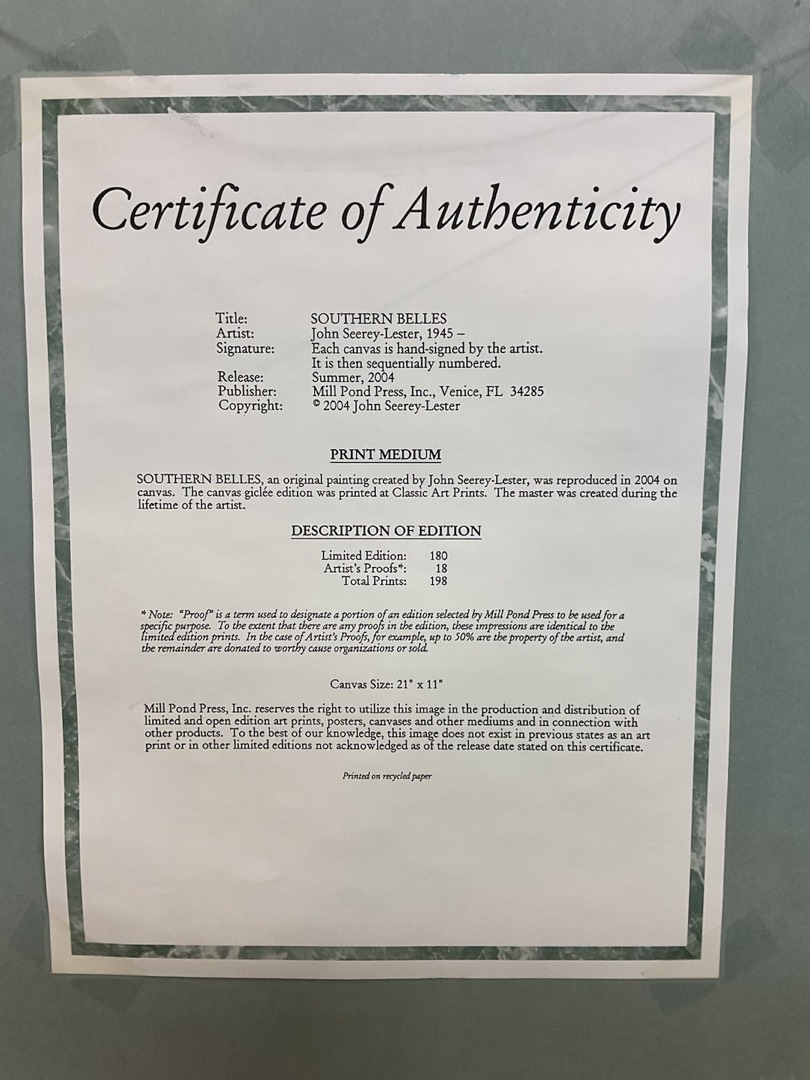 Certificate of Authenticity
Title: SOUTHERN BELLES
Artist: John Seerey-Lester, 1945 –
Signature: Each canvas is hand-signed by the artist.
It is then sequentially numbered.
Release: Summer, 2004
Publisher: Mill Pond Press, Inc., Venice, FL 34285
Copyright: © 2004 John Seerey-Lester
PRINT MEDIUM
SOUTHERN BELLES, an original painting created by John Seerey-Lester, was reproduced in 2004 on
canvas. The canvas giclée edition was printed at Classic Art Prints. The master was created during the
lifetime of the artist.
DESCRIPTION OF EDITION
Limited Edition: 180
Artist's Proofs*: 18
Total Prints: 198
* Note: "Proof" is a term used to designate a portion of an edition selected by Mill Pond Press to be used for a
specific purpose. To the extent that there are any proofs in the edition, these impressions are identical to the
limited edition prints. In the case of Artist's Proofs, for example, up to 50% are the property of the artist, and
the remainder are donated to worthy cause organizations or sold.
Canvas Size: 21" x 11"
Mill Pond Press, Inc. reserves the right to utilize this image in the production and distribution of
limited and open edition art prints, posters, canvases and other mediums and in connection with
other products. To the best of our knowledge, this image does not exist in previous states as an art
print or in other limited editions not acknowledged as of the release date stated on this certificate.
Printed on recycled paper